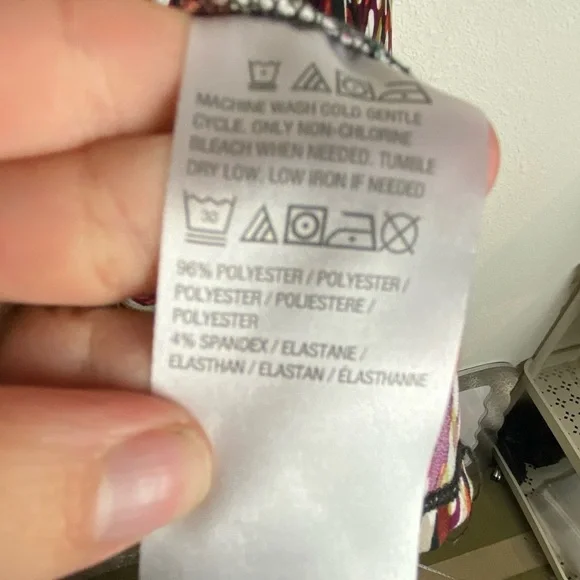 MACHINE WASH COLD GENTLE
CYCLE. ONLY NON-CHLORINE
BLEACH WHEN NEEDED. TUMBLE
DRY LOW. LOW IRON IF NEEDED
30
96% POLYESTER / POLYESTER /
POLYESTER / POLIESTERE /
POLYESTER
4% SPANDEX / ELASTANE /
ELASTHAN / ELASTAN / ÉLASTHANNE